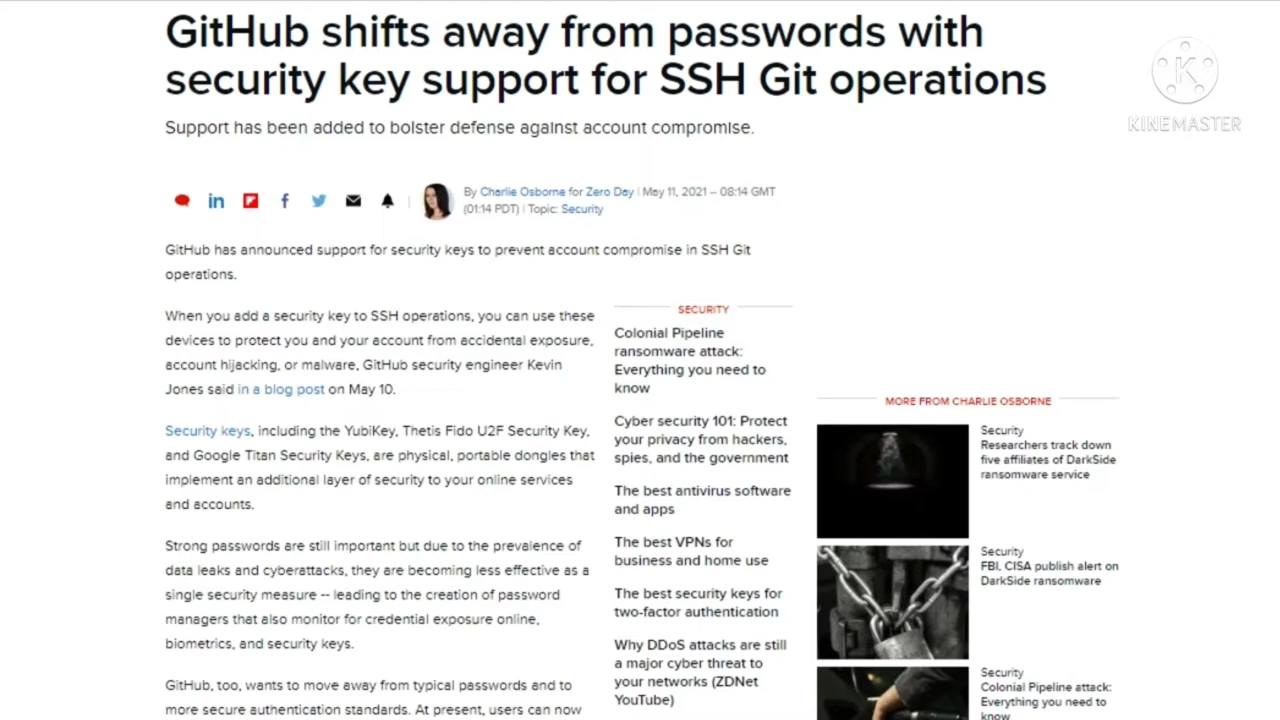 GitHub shifts away from passwords with
security key support for SSH Git operations
Support has been added to bolster defense against account compromise.
KINEMASTER
By Charlie Osborne for Zero Day | May 11, 2021 -- 08:14 GMT
(01:14 PDT) | Topic: Security
GitHub has announced support for security keys to prevent account compromise in SSH Git
operations.
When you add a security key to SSH operations, you can use these
devices to protect you and your account from accidental exposure,
account hijacking, or malware, GitHub security engineer Kevin
Jones said in a blog post on May 10.
Security keys, including the YubiKey, Thetis Fido U2F Security Key,
and Google Titan Security Keys, are physical, portable dongles that
implement an additional layer of security to your online services
and accounts.
Strong passwords are still important but due to the prevalence of
data leaks and cyberattacks, they are becoming less effective as a
single security measure -- leading to the creation of password
managers that also monitor for credential exposure online,
biometrics, and security keys.
GitHub, too, wants to move away from typical passwords and to
more secure authentication standards. At present, users can now
SECURITY
Colonial Pipeline
ransomware attack:
Everything you need to
know
Cyber security 101: Protect
your privacy from hackers,
spies, and the government
The best antivirus software
and apps
The best VPNs for
business and home use
The best security keys for
two-factor authentication
Why DDoS attacks are still
a major cyber threat to
your networks (ZDNet
YouTube)
MORE FROM CHARLIE OSBORNE
Security
Researchers track down
five affiliates of DarkSide
ransomware service
Security
FBI, CISA publish alert on
DarkSide ransomware
Security
Colonial Pipeline attack:
Everything you need to
know